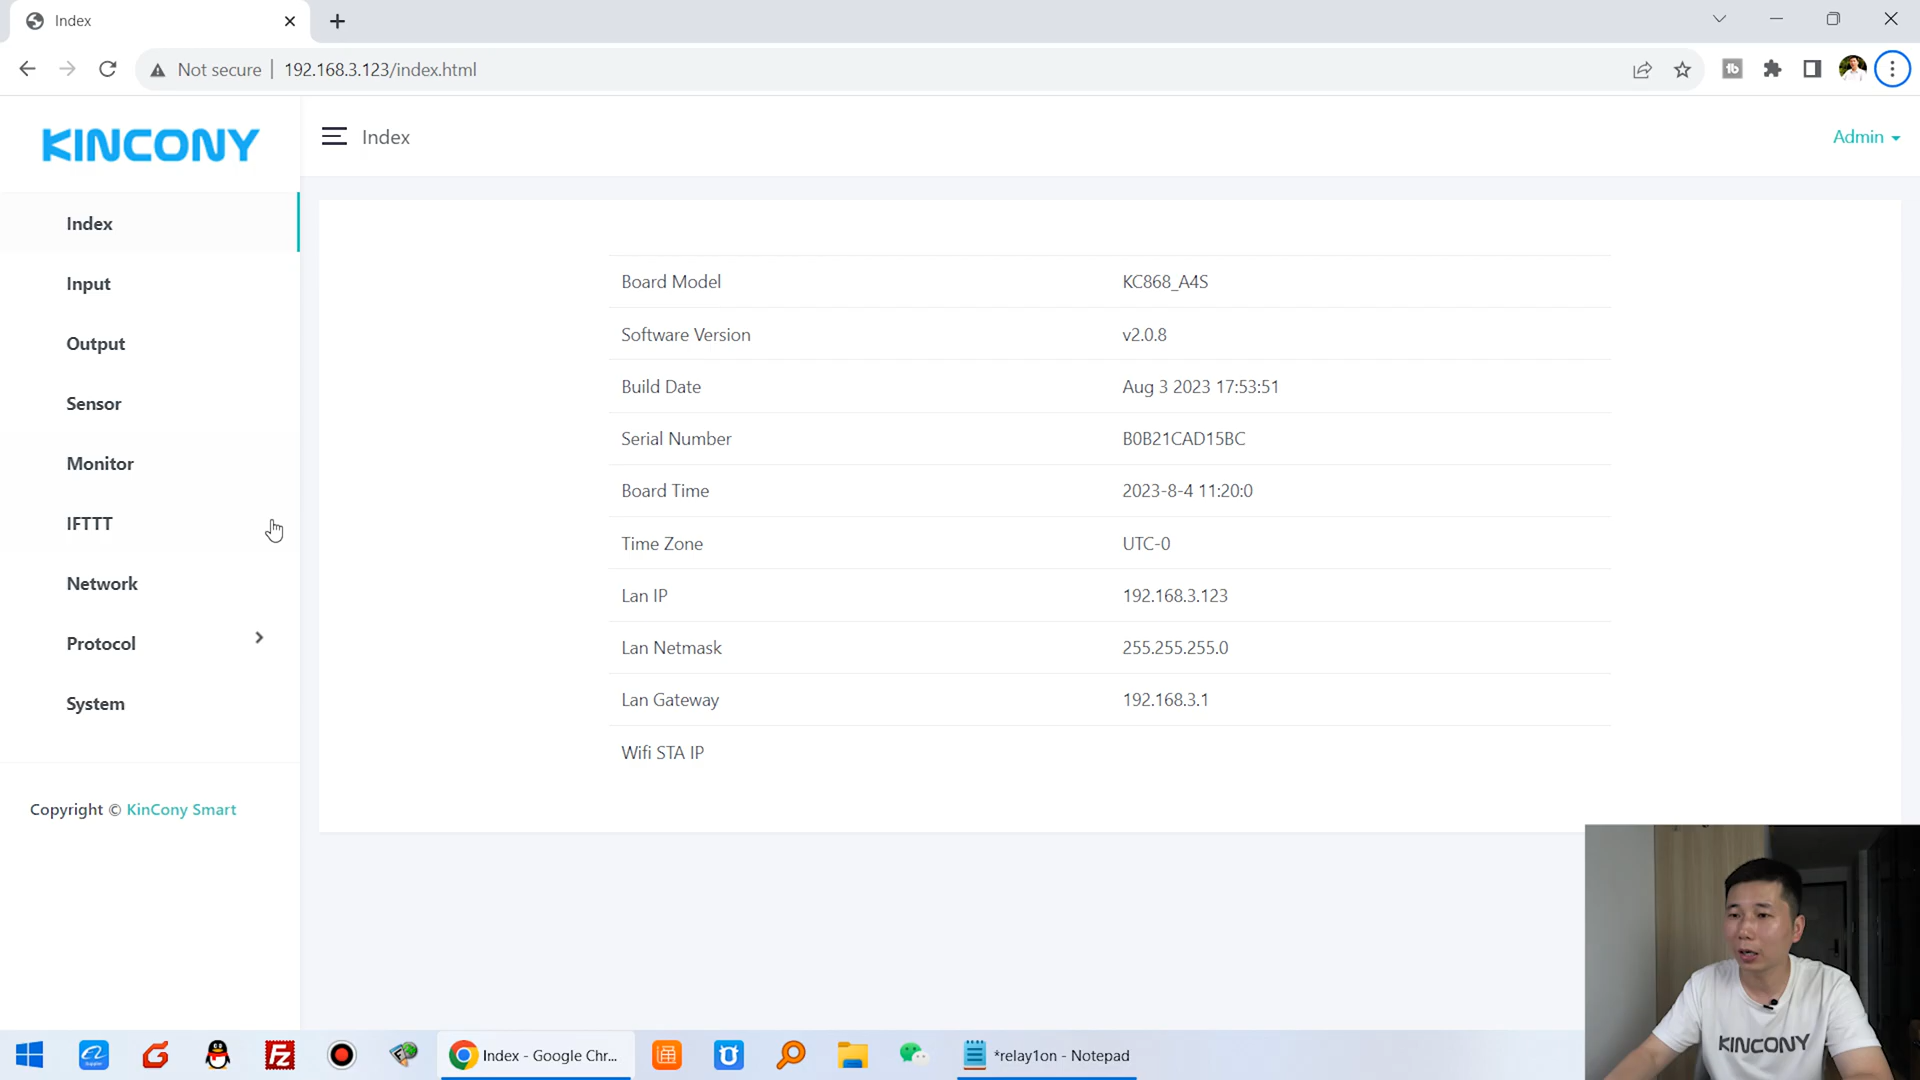 Index
Not secure
192.168.3.123/index.html
KINCONY
Index
Admin
Index
Input
Output
Sensor
Monitor
IFTTT
Network
Protocol
System
Copyright © KinCony Smart
Board Model KC868_A4S
Software Version v2.0.8
Build Date Aug 3 2023 17:53:51
Serial Number B0B21CAD15BC
Board Time 2023-8-4 11:20:0
Time Zone UTC-0
Lan IP 192.168.3.123
Lan Netmask 255.255.255.0
Lan Gateway 192.168.3.1
Wifi STA IP
KINCONY
Index - Google Chr...
*relay1on - Notepad